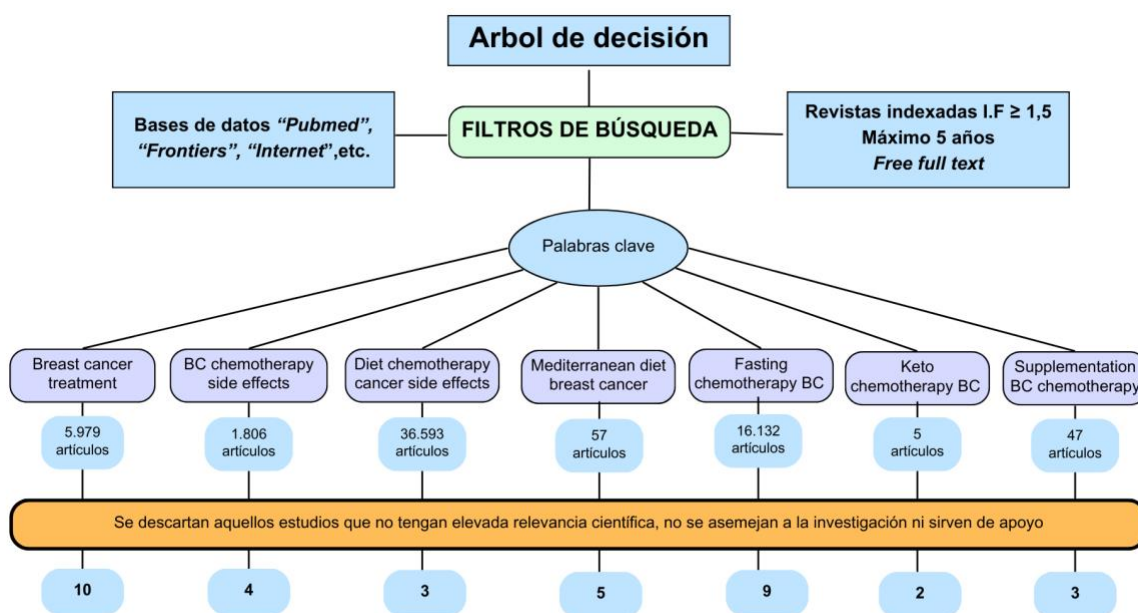 Arbol de decisión
Bases de datos “Pubmed”,
“Frontiers”, “Internet”,etc.
FILTROS DE BÚSQUEDA
Revistas indexadas I.F ≥ 1,5
Máximo 5 años
Free full text
Palabras clave
Breast cancer
treatment
BC chemotherapy
side effects
Diet chemotherapy
cancer side effects
Mediterranean diet
breast cancer
Fasting
chemotherapy BC
Keto
chemotherapy BC
Supplementation
BC chemotherapy
5.979
artículos
1.806
artículos
36.593
artículos
57
artículos
16.132
artículos
5
artículos
47
artículos
Se descartan aquellos estudios que no tengan elevada relevancia científica, no se asemejan a la investigación ni sirven de apoyo
10
4
3
5
9
2
3